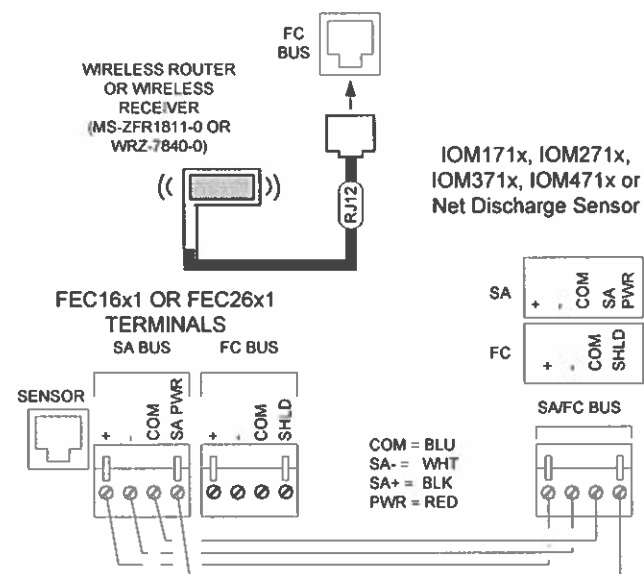 FC
BUS
WIRELESS ROUTER
OR WIRELESS
RECEIVER
(MS-ZFR1811-0 OR
WRZ-7840-0)
RJ12
IOM171x, IOM271x,
IOM371x, IOM471x or
Net Discharge Sensor
SA
+
-
COM
SA
PWR
FC
+
-
COM
SHLD
SA/FC BUS
FEC16x1 OR FEC26x1
TERMINALS
SA BUS
FC BUS
SENSOR
+
-
COM
SA PWR
+
-
COM
SHLD
COM = BLU
SA- = WHT
SA+ = BLK
PWR = RED